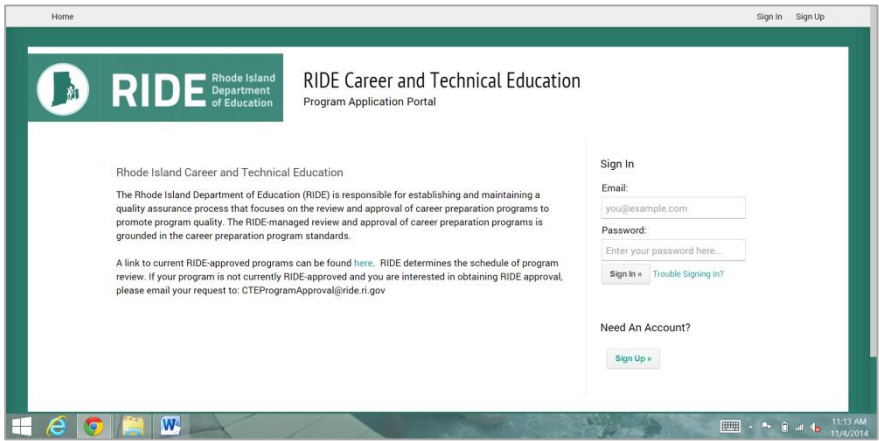 Home
Sign In Sign Up
RIDE Rhode Island
Department
of Education
RIDE Career and Technical Education
Program Application Portal
Rhode Island Career and Technical Education
The Rhode Island Department of Education (RIDE) is responsible for establishing and maintaining a
quality assurance process that focuses on the review and approval of career preparation programs to
promote program quality. The RIDE-managed review and approval of career preparation programs is
grounded in the career preparation program standards.
A link to current RIDE-approved programs can be found here. RIDE determines the schedule of program
review. If your program is not currently RIDE-approved and you are interested in obtaining RIDE approval,
please email your request to: CTEProgramApproval@ride.ri.gov
Sign In
Email:
you@example.com
Password:
Enter your password here...
Sign In » Trouble Signing In?
Need An Account?
Sign Up »
W
11:13 AM
11/4/2014